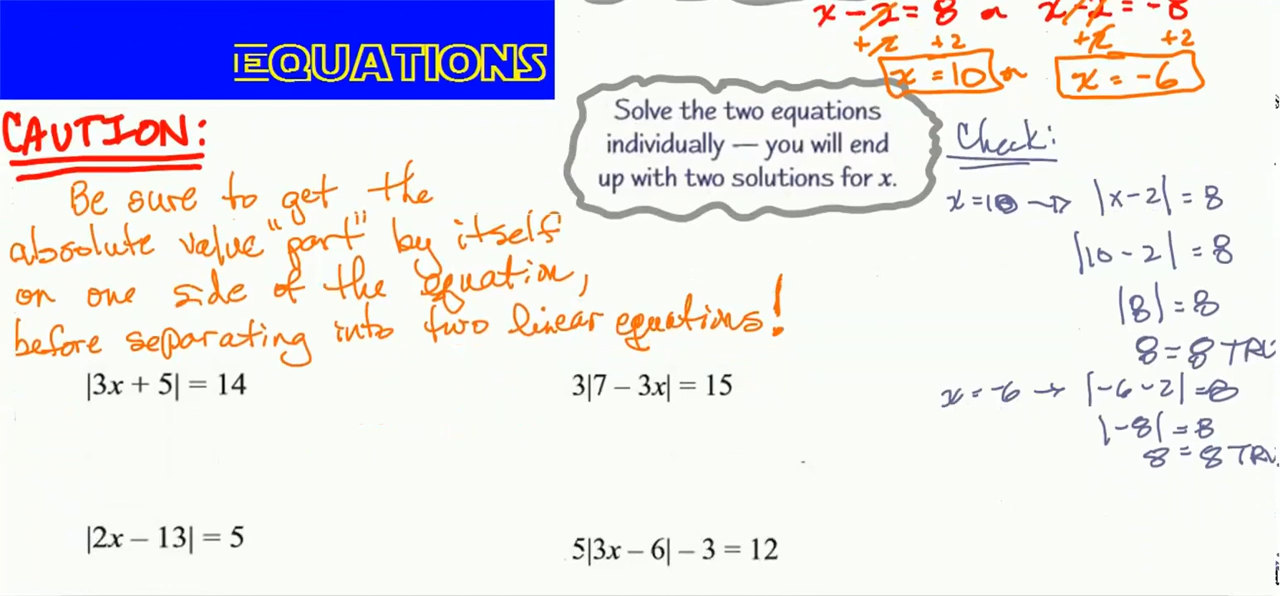 EQUATIONS
x - 2 = 8 or x - 2 = -8
+2 +2 +2 +2
x = 10 or x = -6
CAUTION:
Be sure to get the
absolute value "part" by itself
on one side of the equation,
before separating into two linear equations!
Solve the two equations
individually — you will end
up with two solutions for x.
Check:
x = 10 → |x - 2| = 8
|10 - 2| = 8
|8| = 8
8 = 8 TRU
x = -6 → |-6 - 2| = 8
|-8| = 8
8 = 8 TRU
|3x + 5| = 14
3|7 – 3x| = 15
|2x – 13| = 5
5|3x – 6| – 3 = 12